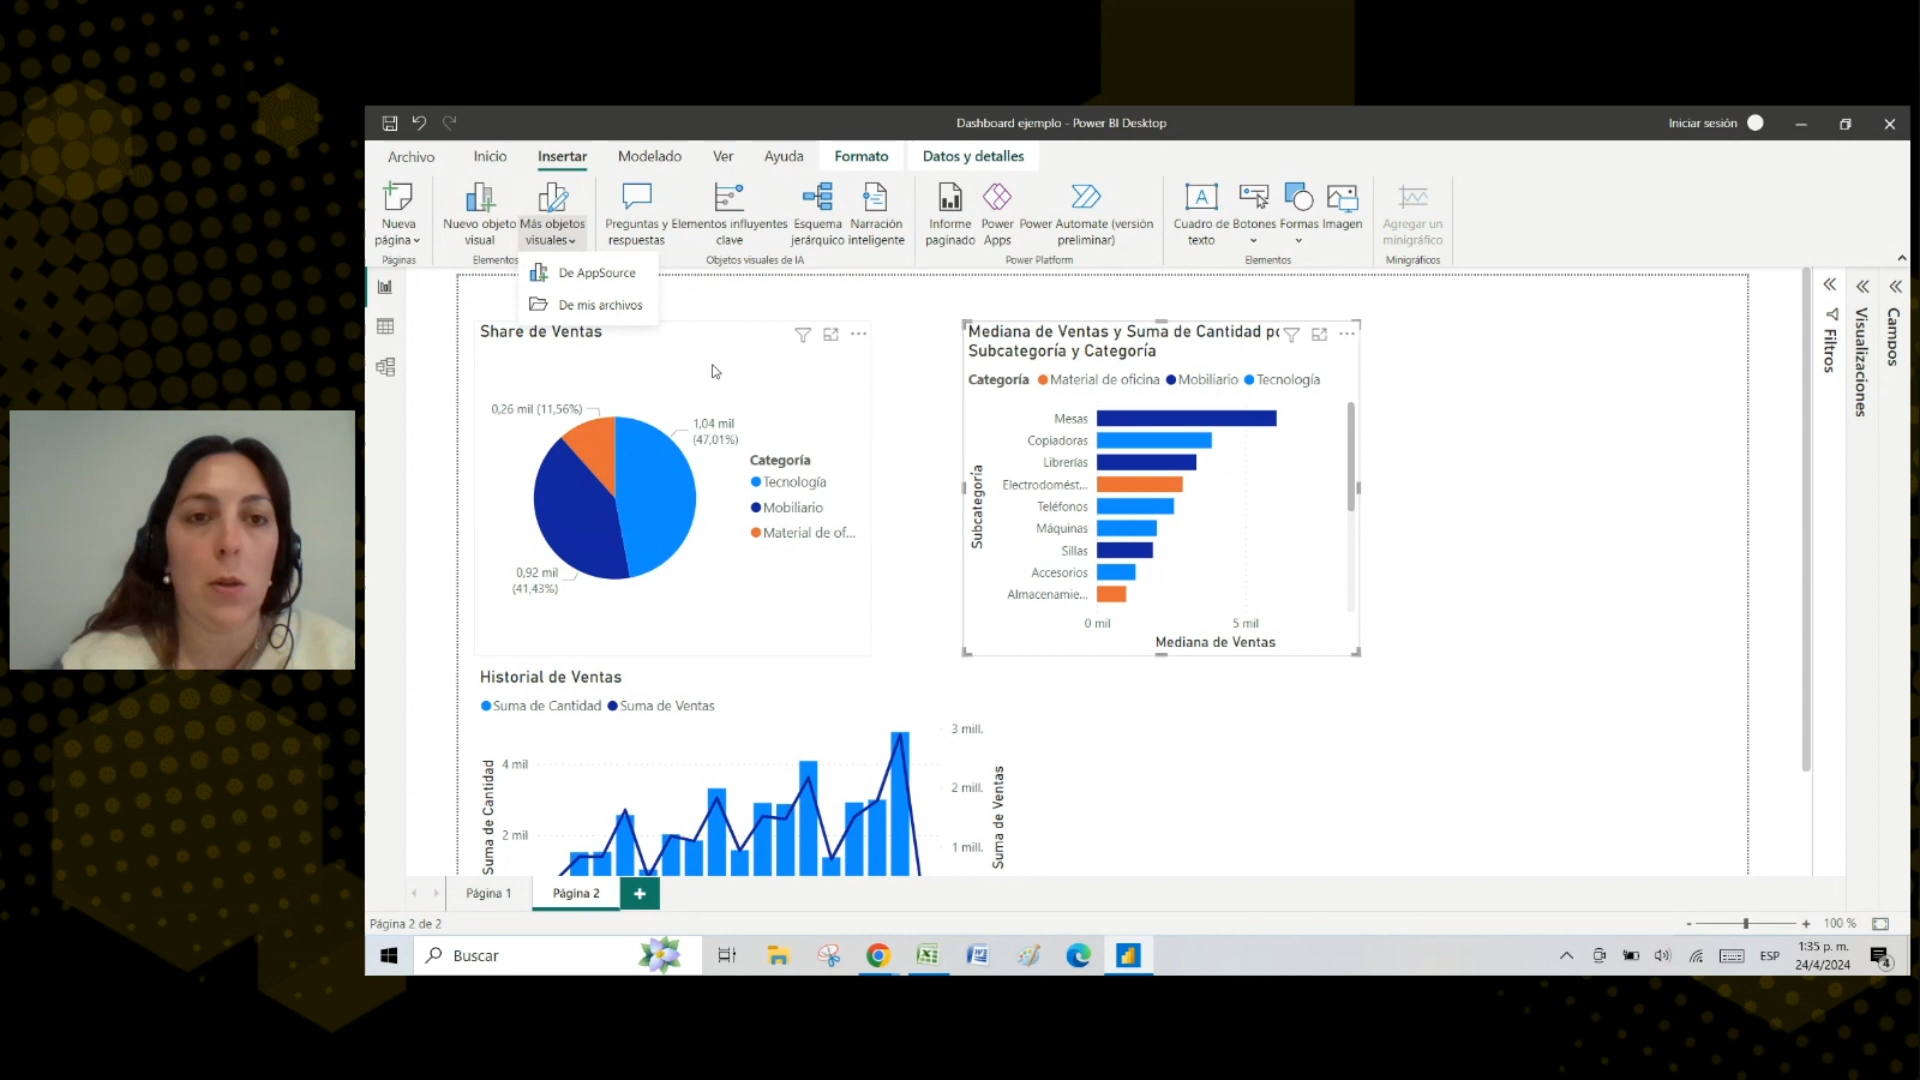 Dashboard ejemplo - Power BI Desktop
Iniciar sesión
Archivo
Inicio
Insertar
Modelado
Ver
Ayuda
Formato
Datos y detalles
Nueva
página
Nuevo objeto
visual
Más objetos
visuales
Preguntas y
respuestas
Elementos influyentes
clave
Esquema
jerárquico
Narración
inteligente
Informe
paginado
Power
Apps
Power Automate (versión
preliminar)
Cuadro de
texto
Botones
Formas
Imagen
Agregar un
minigráfico
Páginas
Elementos
Objetos visuales de IA
Power Platform
Elementos
Minigráficos
De AppSource
De mis archivos
Share de Ventas
0,26 mil (11,56%)
1,04 mil
(47,01%)
0,92 mil
(41,43%)
Categoría
Tecnología
Mobiliario
Material de of...
Mediana de Ventas y Suma de Cantidad po
Subcategoría y Categoría
Categoría Material de oficina Mobiliario Tecnología
Subcategoría
Mesas
Copiadoras
Librerías
Electrodomést...
Teléfonos
Máquinas
Sillas
Accesorios
Almacenamie...
0 mil
5 mil
Mediana de Ventas
Filtros
Visualizaciones
Campos
Historial de Ventas
Suma de Cantidad Suma de Ventas
Suma de Cantidad
4 mil
2 mil
3 mill.
2 mill.
1 mill.
Suma de Ventas
Página 1
Página 2
Página 2 de 2
- + 100 %
Buscar
ESP
1:35 p. m.
24/4/2024
4